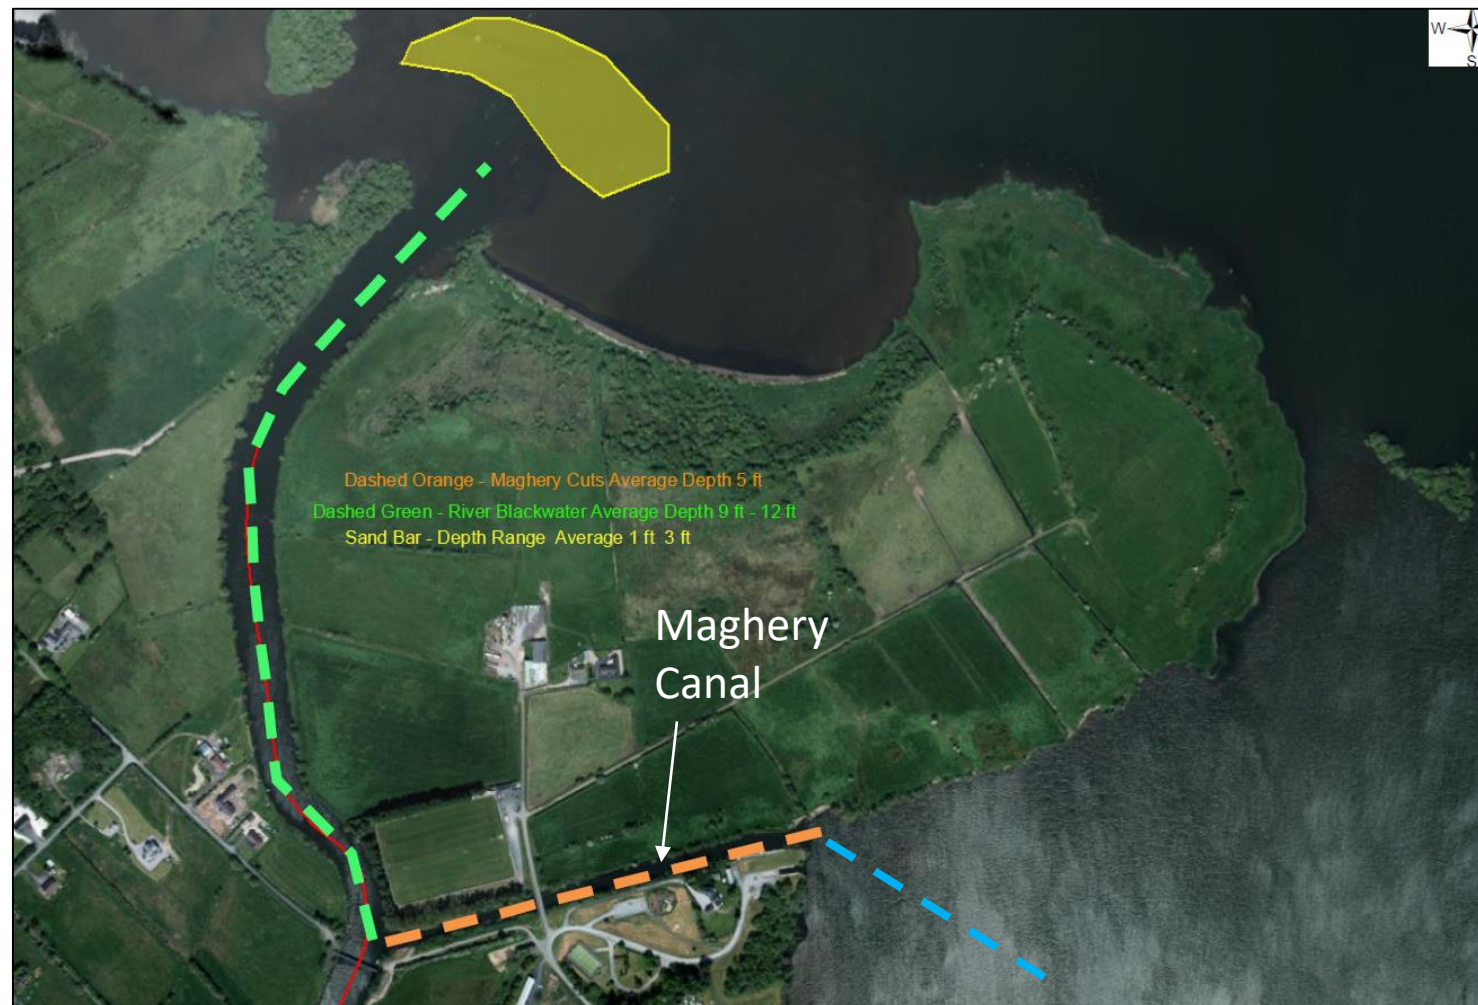 W
S
Dashed Orange - Maghery Cuts Average Depth 5 ft
Dashed Green - River Blackwater Average Depth 9 ft - 12 ft
Sand Bar - Depth Range Average 1 ft 3 ft
Maghery
Canal